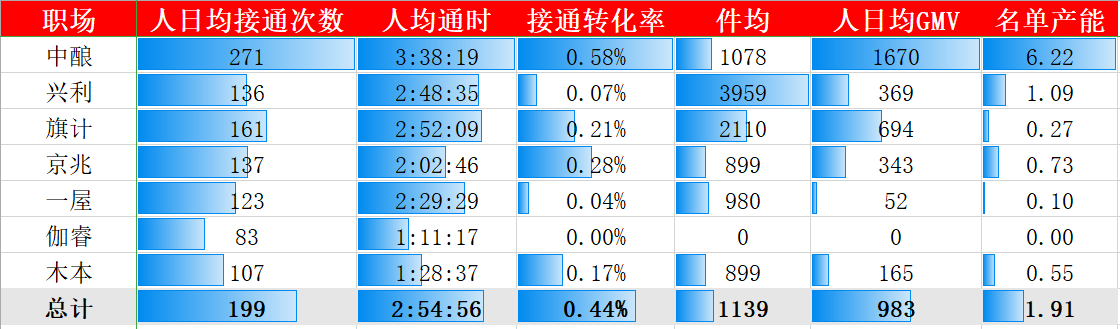 职场 人日均接通次数 人均通时 接通转化率 件均 人日均GMV 名单产能
中酿 271 3:38:19 0.58% 1078 1670 6.22
兴利 136 2:48:35 0.07% 3959 369 1.09
旗计 161 2:52:09 0.21% 2110 694 0.27
京兆 137 2:02:46 0.28% 899 343 0.73
一屋 123 2:29:29 0.04% 980 52 0.10
伽睿 83 1:11:17 0.00% 0 0 0.00
木本 107 1:28:37 0.17% 899 165 0.55
总计 199 2:54:56 0.44% 1139 983 1.91